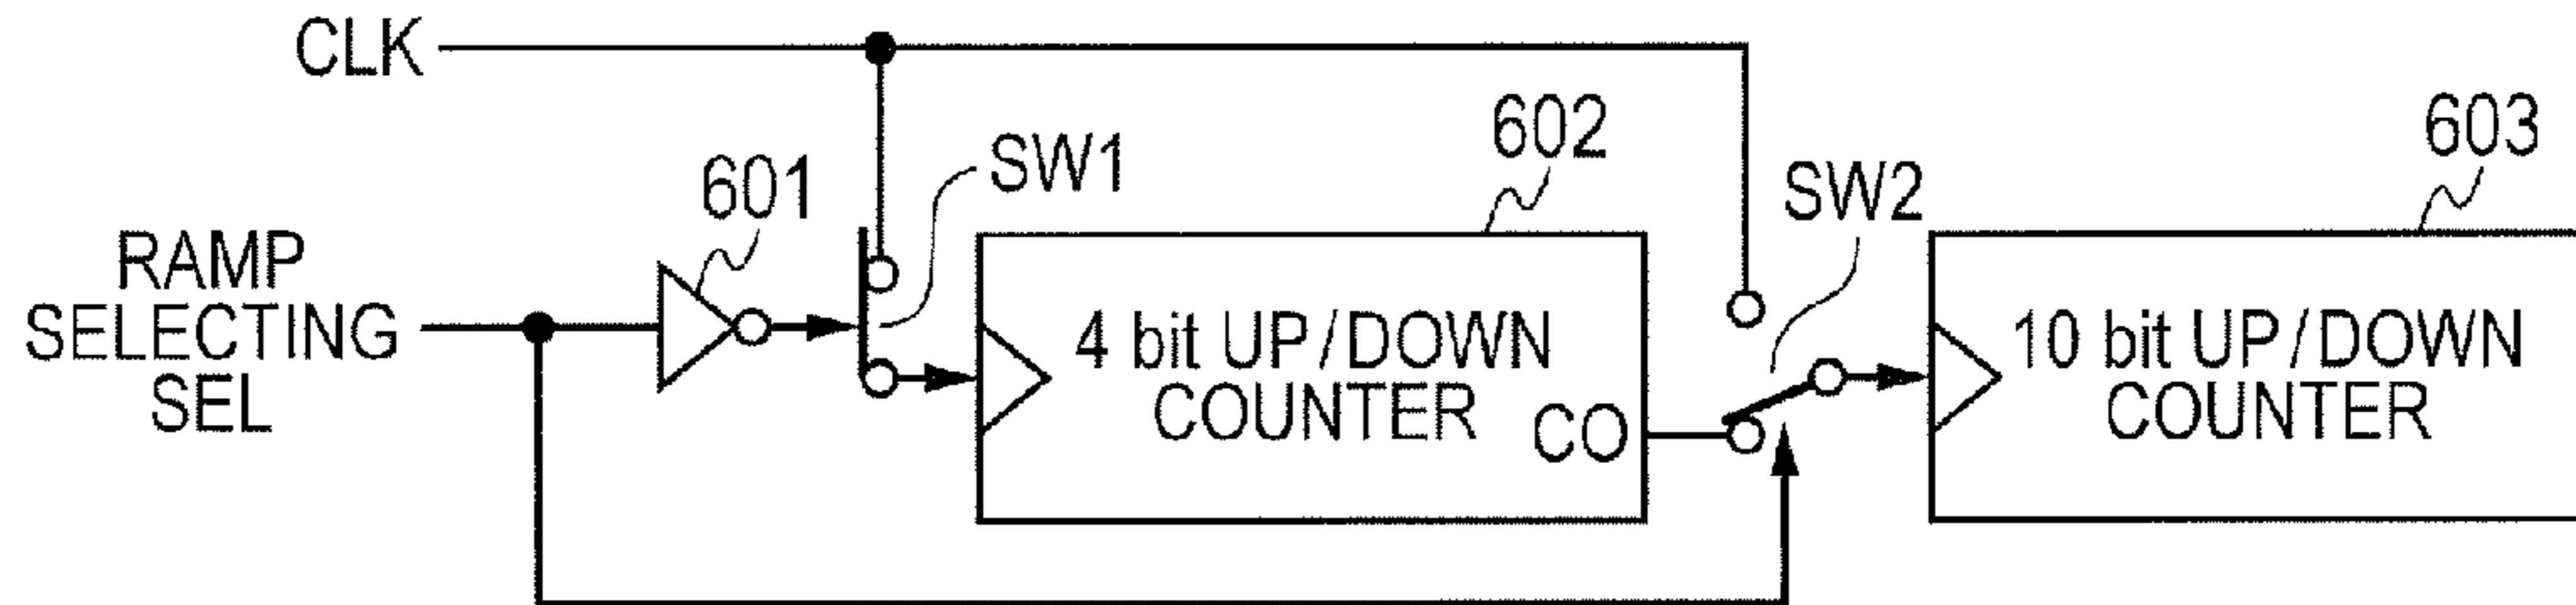 CLK
RAMP
SELECTING
SEL
601
SW1
602
4 bit UP/DOWN
COUNTER
CO
SW2
603
10 bit UP/DOWN
COUNTER